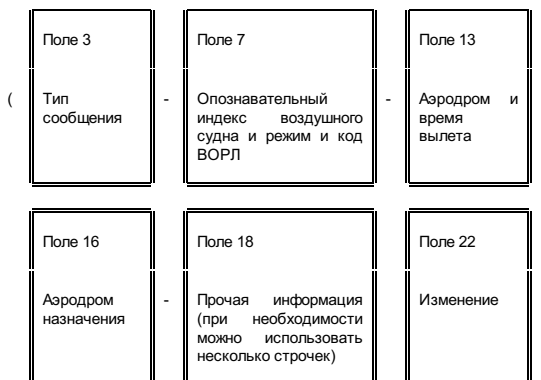 Поле 3 Поле 7 Поле 13
( Тип - Опознавательный - Аэродром и
сообщения индекс воздушного время
судна и режим и код вылета
ВОРЛ
Поле 16 Поле 18 Поле 22
Аэродром - Прочая информация Изменение
назначения (при необходимости
можно использовать
несколько строчек)